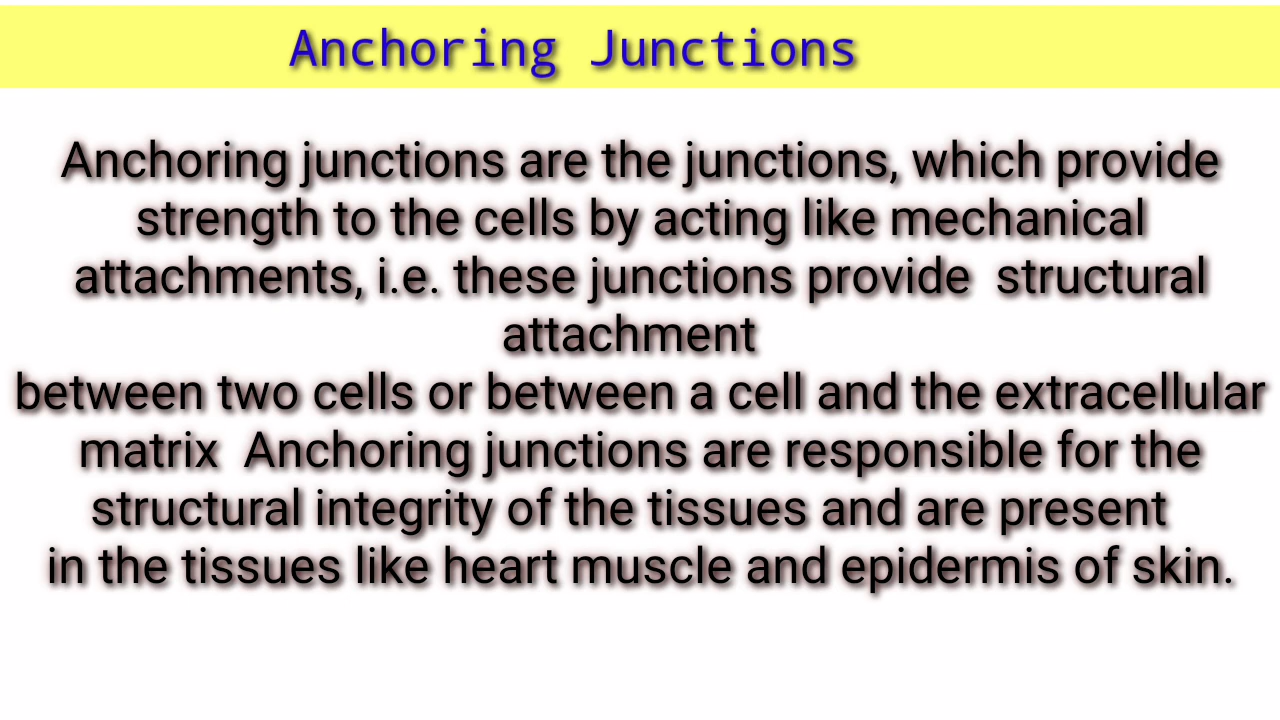 Anchoring Junctions
Anchoring junctions are the junctions, which provide
strength to the cells by acting like mechanical
attachments, i.e. these junctions provide  structural
attachment
between two cells or between a cell and the extracellular
matrix  Anchoring junctions are responsible for the
structural integrity of the tissues and are present
in the tissues like heart muscle and epidermis of skin.